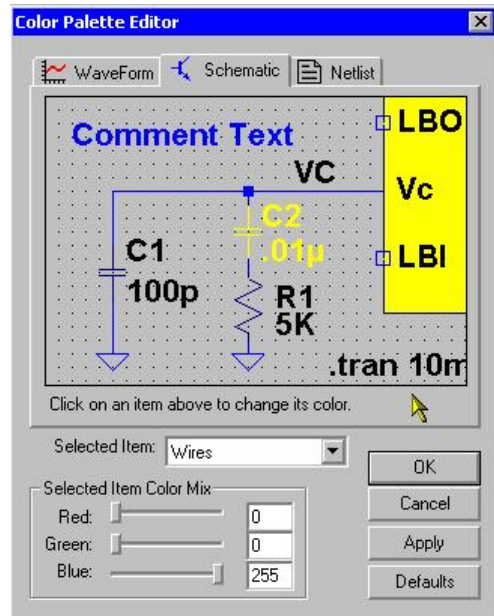 Color Palette Editor
WaveForm Schematic Netlist
Comment Text
LBO
VC
Vc
C2
.01µ
C1
LBI
100p
R1
5K
.tran 10m
Click on an item above to change its color.
Selected Item: Wires
OK
Selected Item Color Mix
Cancel
Red: 0
Green: 0
Apply
Blue: 255
Defaults